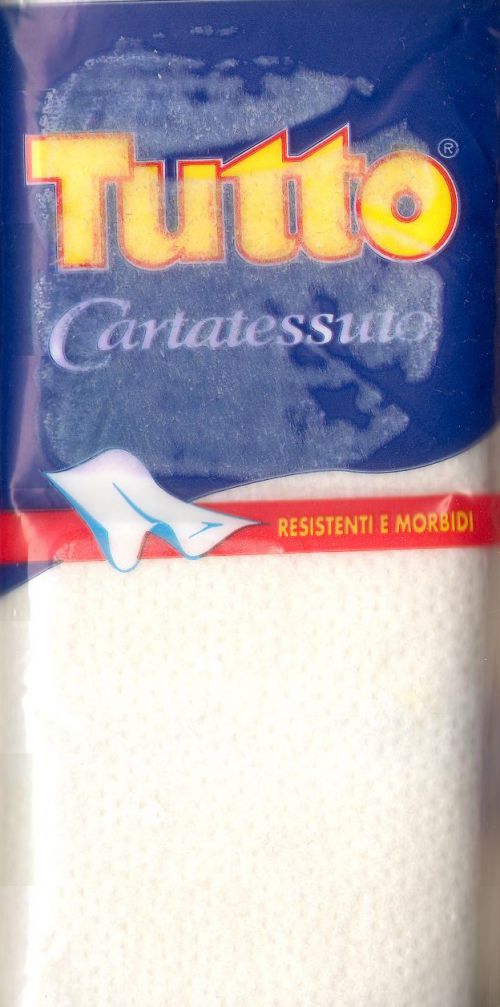 Tutto®
Cartatessuto
RESISTENTI E MORBIDI